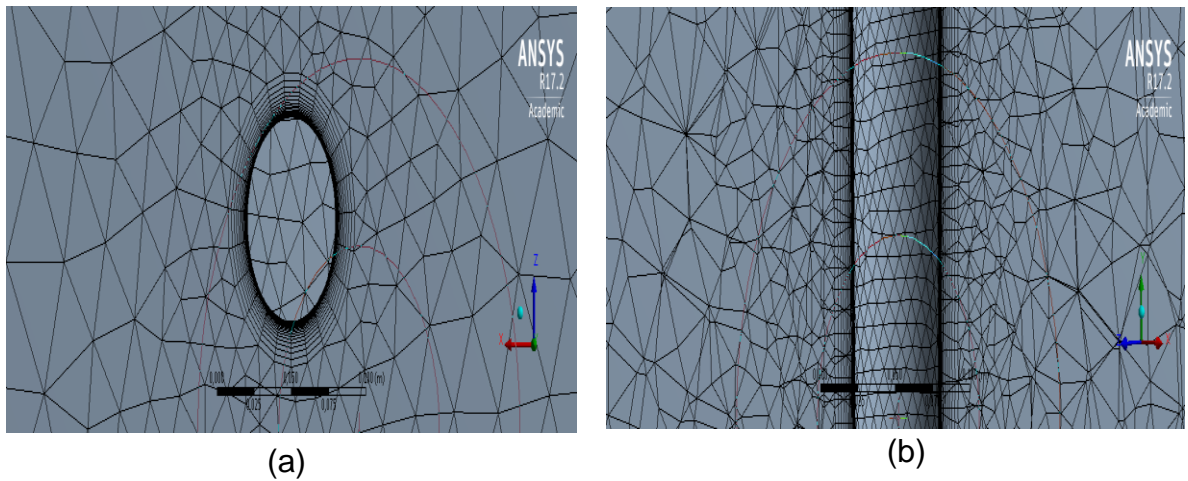 ANSYS
R17.2
Academic
Z
X
0,000
0,050
0,100 (m)
0,025
0,075
(a)
ANSYS
R17.2
Academic
X
(b)